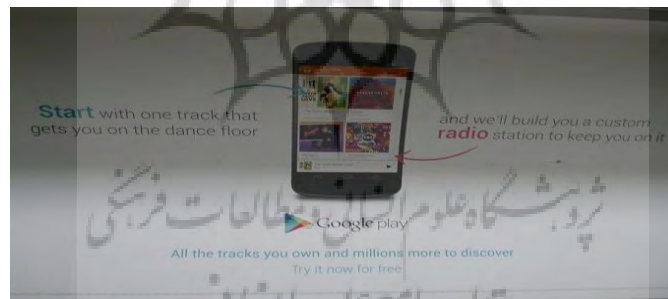 Start with one track that
gets you on the dance floor
and we'll build you a custom
radio station to keep you on it
Google play
All the tracks you own and millions more to discover
Try it now for free
پژوهشگاه علوم انسانی و مطالعات فرهنگی